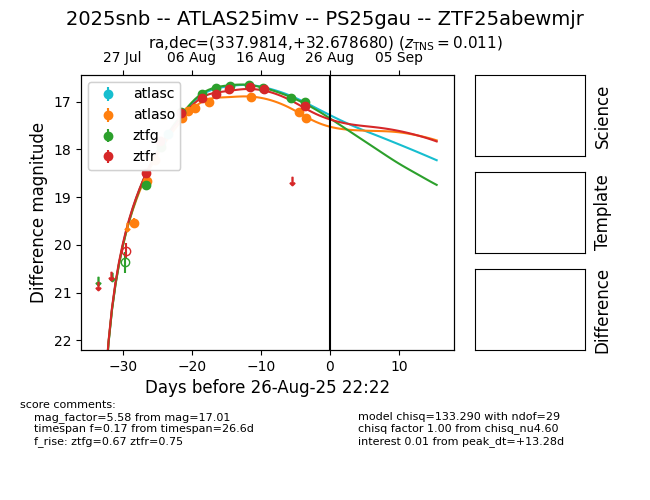 2025snb -- ATLAS25imv -- PS25gau -- ZTF25abewmjr
ra,dec=(337.9814,+32.678680) (z_TNS = 0.011)
27 Jul 06 Aug 16 Aug 26 Aug 05 Sep
atlasc
atlaso
ztfg
ztfr
17
18
19
20
21
22
Difference magnitude
−30 −20 −10 0 10
Days before 26-Aug-25 22:22
Science
Template
Difference
score comments:
mag_factor=5.58 from mag=17.01
timespan f=0.17 from timespan=26.6d
f_rise: ztfg=0.67 ztfr=0.75
model chisq=133.290 with ndof=29
chisq factor 1.00 from chisq_nu4.60
interest 0.01 from peak_dt=+13.28d